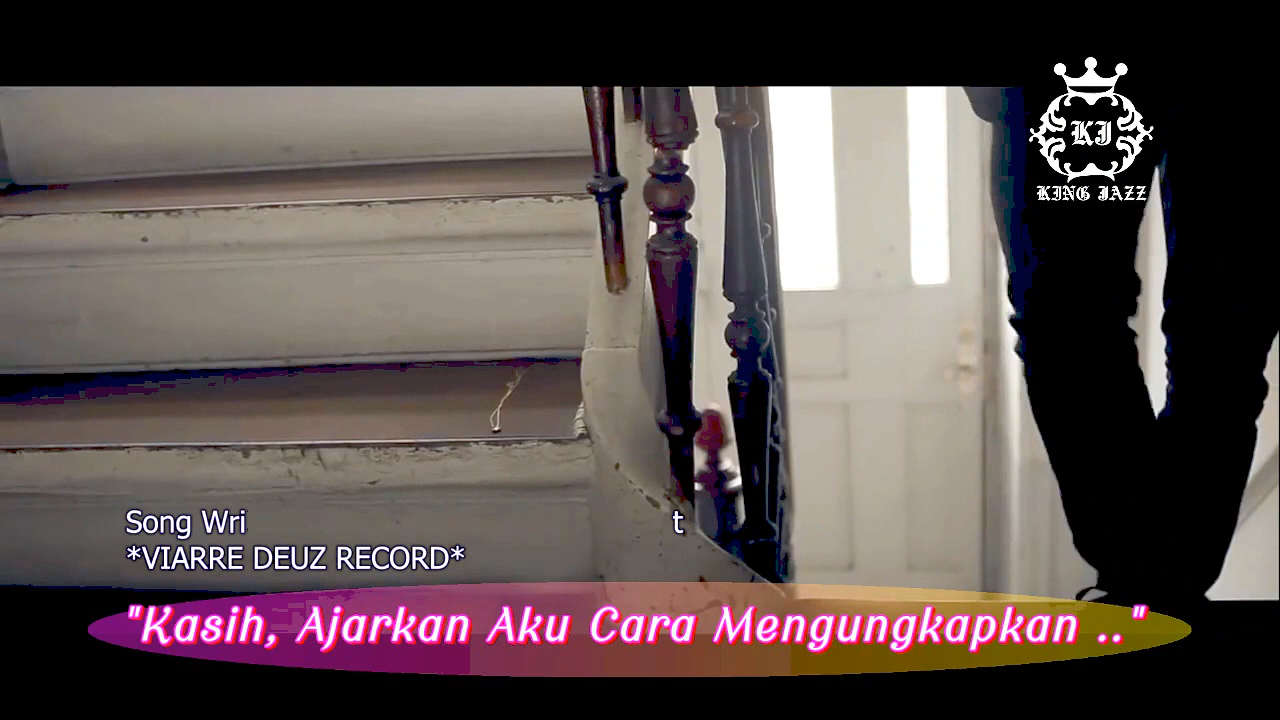 KJ
KING JAZZ
Song Wri t
*VIARRE DEUZ RECORD*
"Kasih, Ajarkan Aku Cara Mengungkapkan .."